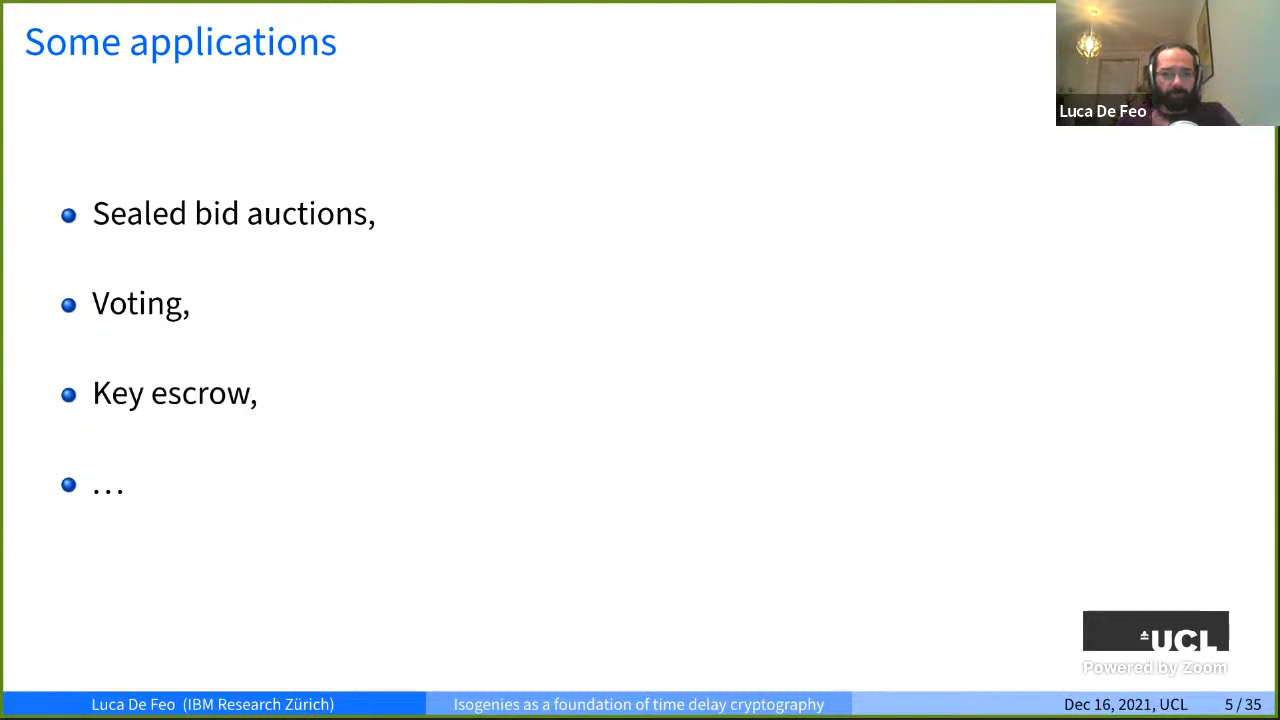 Some applications
Luca De Feo
Sealed bid auctions,
Voting,
Key escrow,
...
UCL
Powered by Zoom
Luca De Feo (IBM Research Zürich)
Isogenies as a foundation of time delay cryptography
Dec 16, 2021, UCL
5 / 35